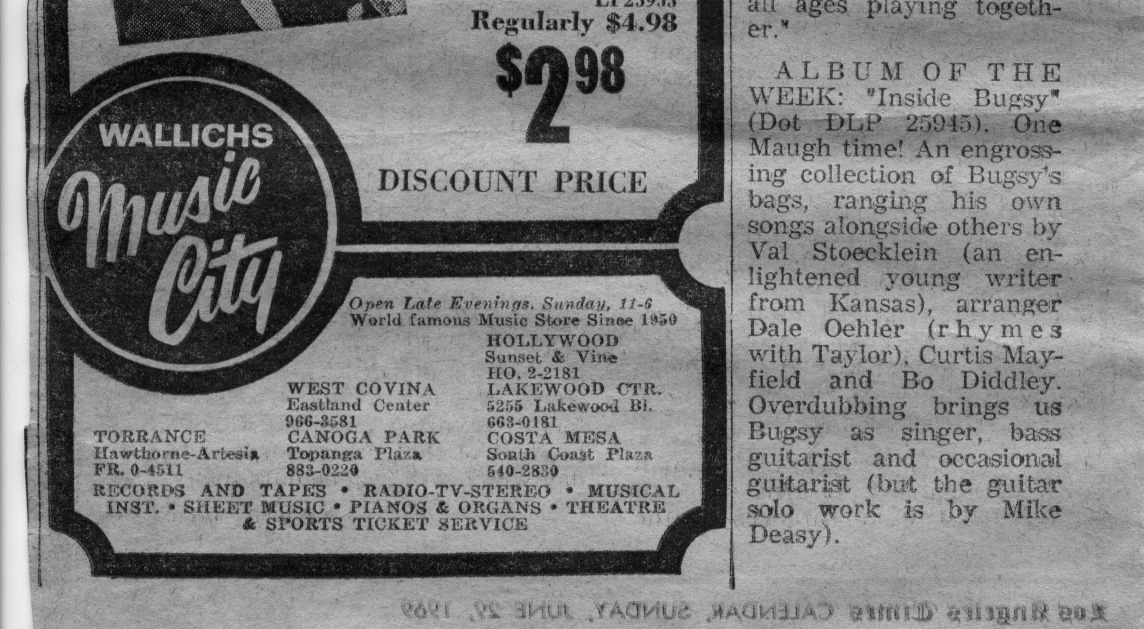 LP25953
Regularly $4.98
$2.98
WALLICHS
Music
City
DISCOUNT PRICE
Open Late Evenings. Sunday, 11-6
World famous Music Store Since 1950
HOLLYWOOD
Sunset & Vine
HO. 2-2181
WEST COVINA
Eastland Center
966-3581
LAKEWOOD CTR.
5255 Lakewood Bl.
663-0181
TORRANCE
Hawthorne-Artesia
FR. 0-4511
CANOGA PARK
Topanga Plaza
883-0220
COSTA MESA
South Coast Plaza
540-2830
RECORDS AND TAPES • RADIO-TV-STEREO • MUSICAL
INST. • SHEET MUSIC • PIANOS & ORGANS • THEATRE
& SPORTS TICKET SERVICE
all ages playing togeth-
er."
ALBUM OF THE
WEEK: "Inside Bugsy"
(Dot DLP 25945). One
Maugh time! An engross-
ing collection of Bugsy's
bags, ranging his own
songs alongside others by
Val Stoecklein (an en-
lightened young writer
from Kansas), arranger
Dale Oehler (rhymes
with Taylor), Curtis May-
field and Bo Diddley.
Overdubbing brings us
Bugsy as singer, bass
guitarist and occasional
guitarist (but the guitar
solo work is by Mike
Deasy).
Los Angeles Times CALENDAR, SUNDAY, JUNE 29, 1969